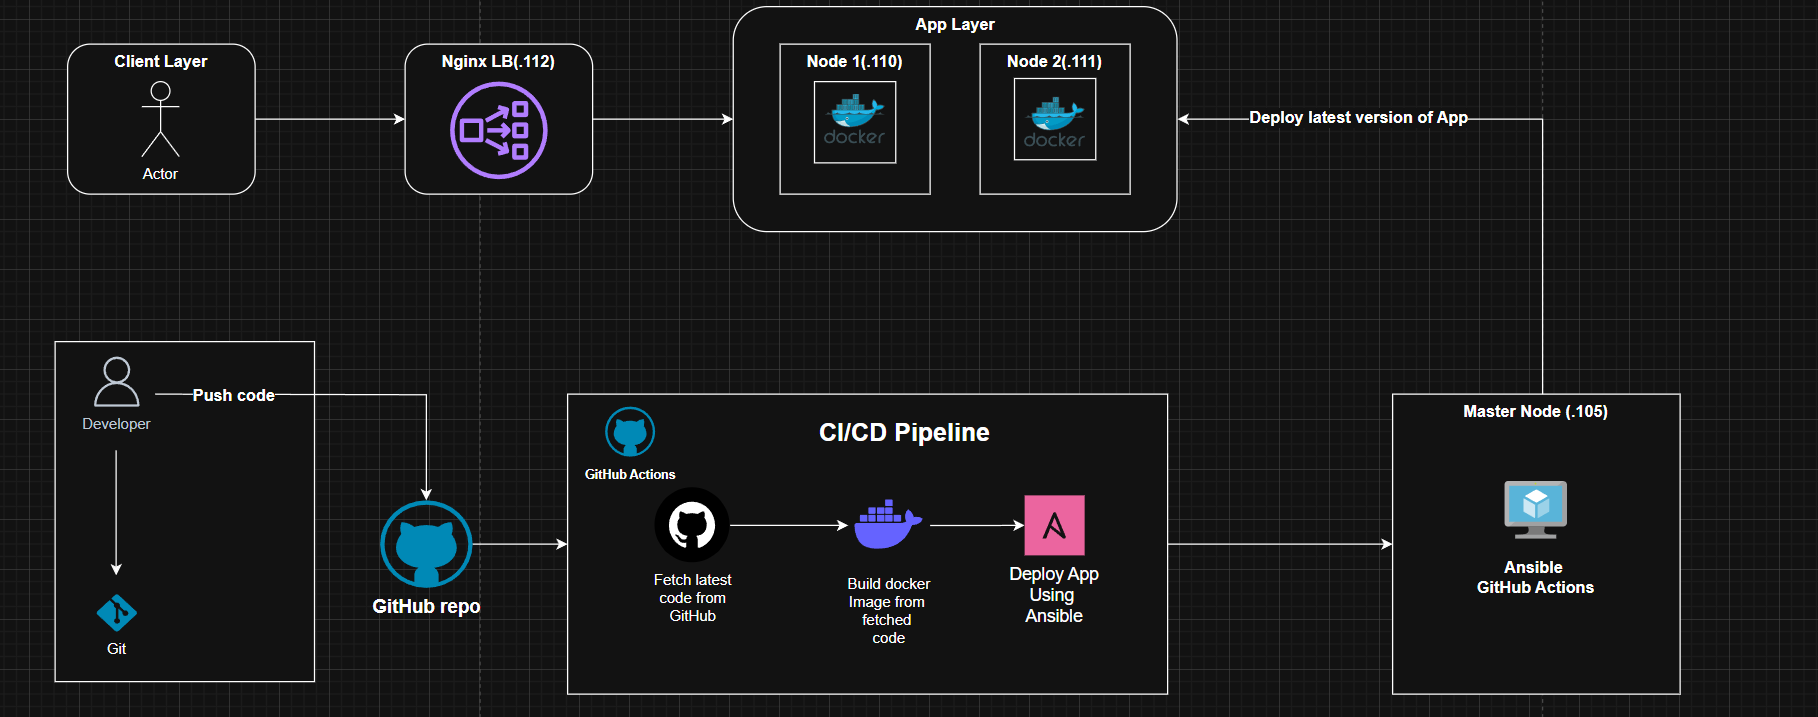 App Layer
Client Layer
Nginx LB(.112)
Node 1(.110)
Node 2(.111)
docker
docker
Deploy latest version of App
Actor
Developer
Push code
Git
GitHub repo
CI/CD Pipeline
GitHub Actions
Fetch latest
code from
GitHub
Build docker
Image from
fetched
code
Deploy App
Using
Ansible
Master Node (.105)
Ansible
GitHub Actions